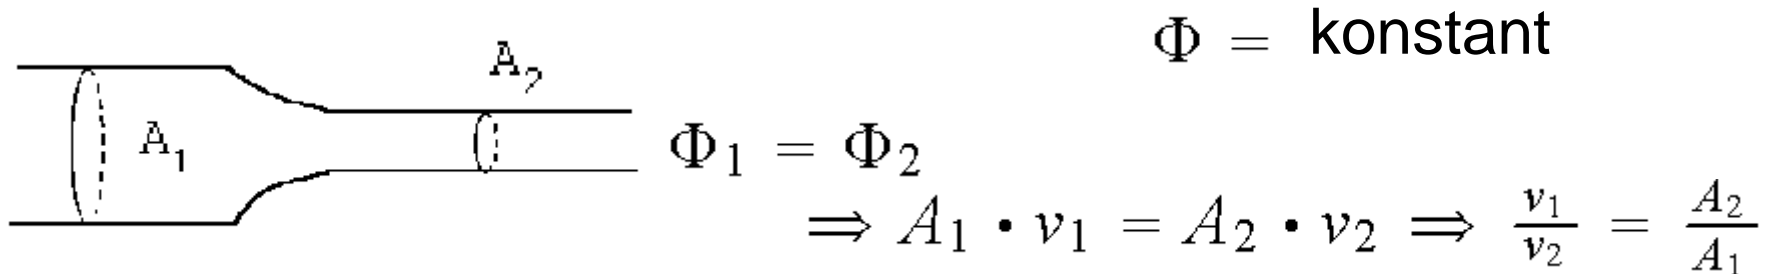 Φ = konstant
A₂
A₁
Φ₁ = Φ₂
⇒ A₁ • v₁ = A₂ • v₂ ⇒ v₁/v₂ = A₂/A₁